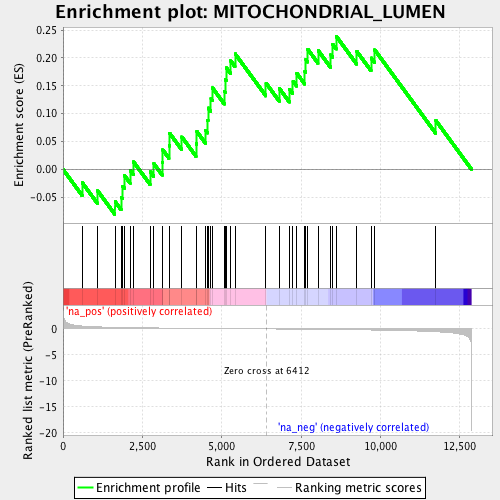 Enrichment plot: MITOCHONDRIAL_LUMEN
Enrichment score (ES)
0.25
0.20
0.15
0.10
0.05
0.00
-0.05
'na_pos' (positively correlated)
Ranked list metric (PreRanked)
0
-5
-10
-15
-20
Zero cross at 6412
'na_neg' (negatively correlated)
0
2,500
5,000
7,500
10,000
12,500
Rank in Ordered Dataset
Enrichment profile
Hits
Ranking metric scores